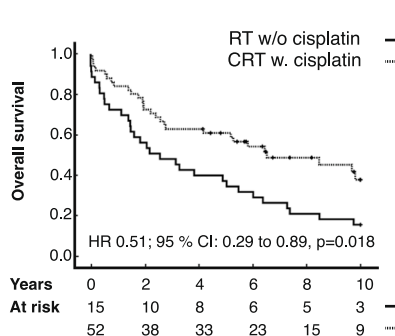 RT w/o cisplatin
CRT w. cisplatin
Overall survival
1.0
0.8
0.6
0.4
0.2
0.0
HR 0.51; 95 % CI: 0.29 to 0.89, p=0.018
Years 0 2 4 6 8 10
At risk 15 10 8 6 5 3
52 38 33 23 15 9